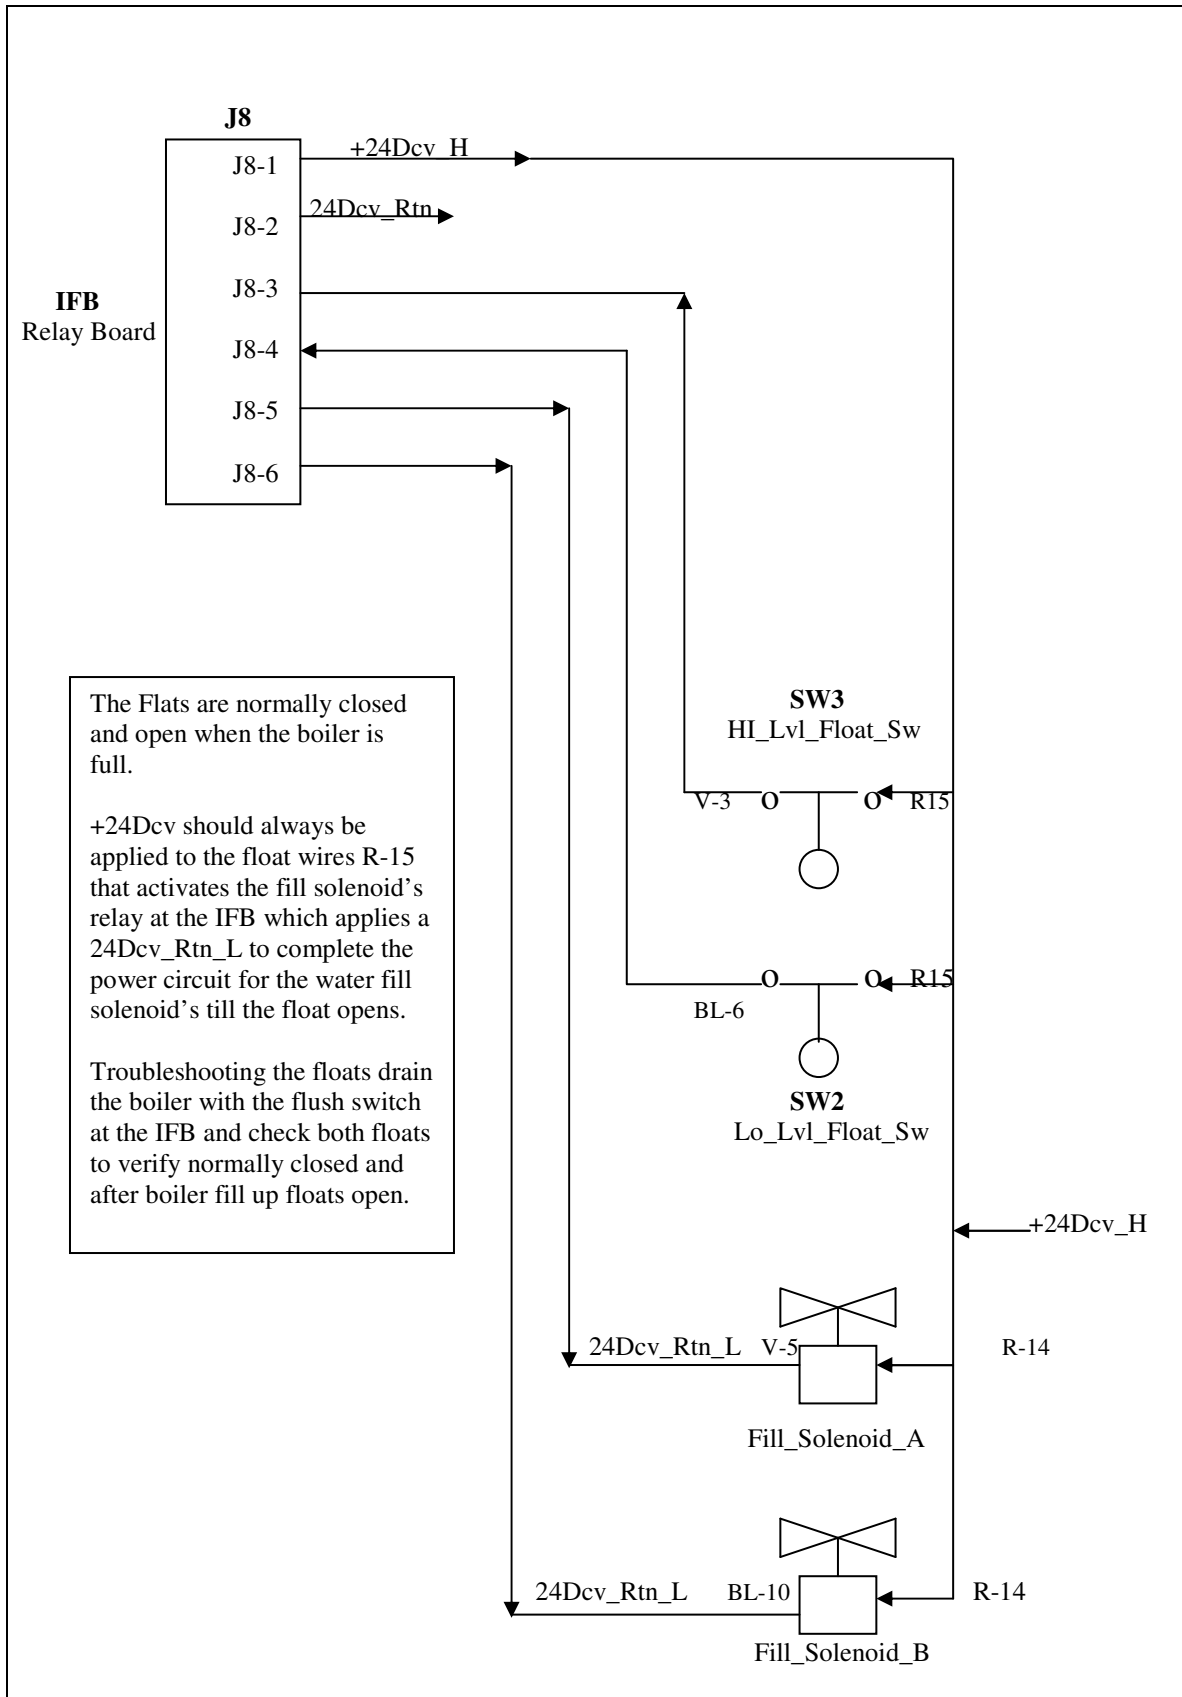 J8
J8-1
+24Dcv_H
J8-2
24Dcv_Rtn
J8-3
IFB
Relay Board
J8-4
J8-5
J8-6
The Flats are normally closed
and open when the boiler is
full.
+24Dcv should always be
applied to the float wires R-15
that activates the fill solenoid’s
relay at the IFB which applies a
24Dcv_Rtn_L to complete the
power circuit for the water fill
solenoid’s till the float opens.
Troubleshooting the floats drain
the boiler with the flush switch
at the IFB and check both floats
to verify normally closed and
after boiler fill up floats open.
SW3
HI_Lvl_Float_Sw
V-3 O O R15
O O R15
BL-6
SW2
Lo_Lvl_Float_Sw
+24Dcv_H
24Dcv_Rtn_L V-5 R-14
Fill_Solenoid_A
24Dcv_Rtn_L BL-10 R-14
Fill_Solenoid_B